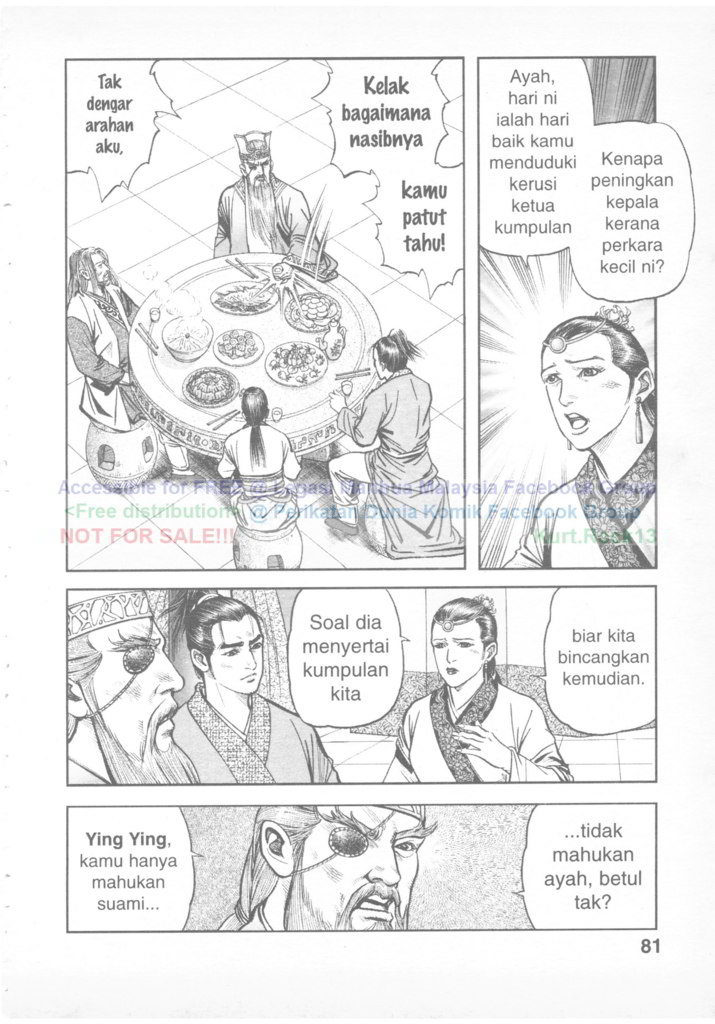 Tak
dengar
arahan
aku,
Kelak
bagaimana
nasibnya
kamu
patut
tahu!
Ayah,
hari ni
ialah hari
baik kamu
menduduki
kerusi
ketua
kumpulan
Kenapa
peningkan
kepala
kerana
perkara
kecil ni?
Accessible for FREE @ Legasi Manhua Malaysia Facebook Group
<Free distribution> @ Perikatan Dunia Komik Facebook Group
NOT FOR SALE!!!
Kurt.Rock13
Soal dia
menyertai
kumpulan
kita
biar kita
bincangkan
kemudian.
Ying Ying,
kamu hanya
mahukan
suami...
...tidak
mahukan
ayah, betul
tak?
81